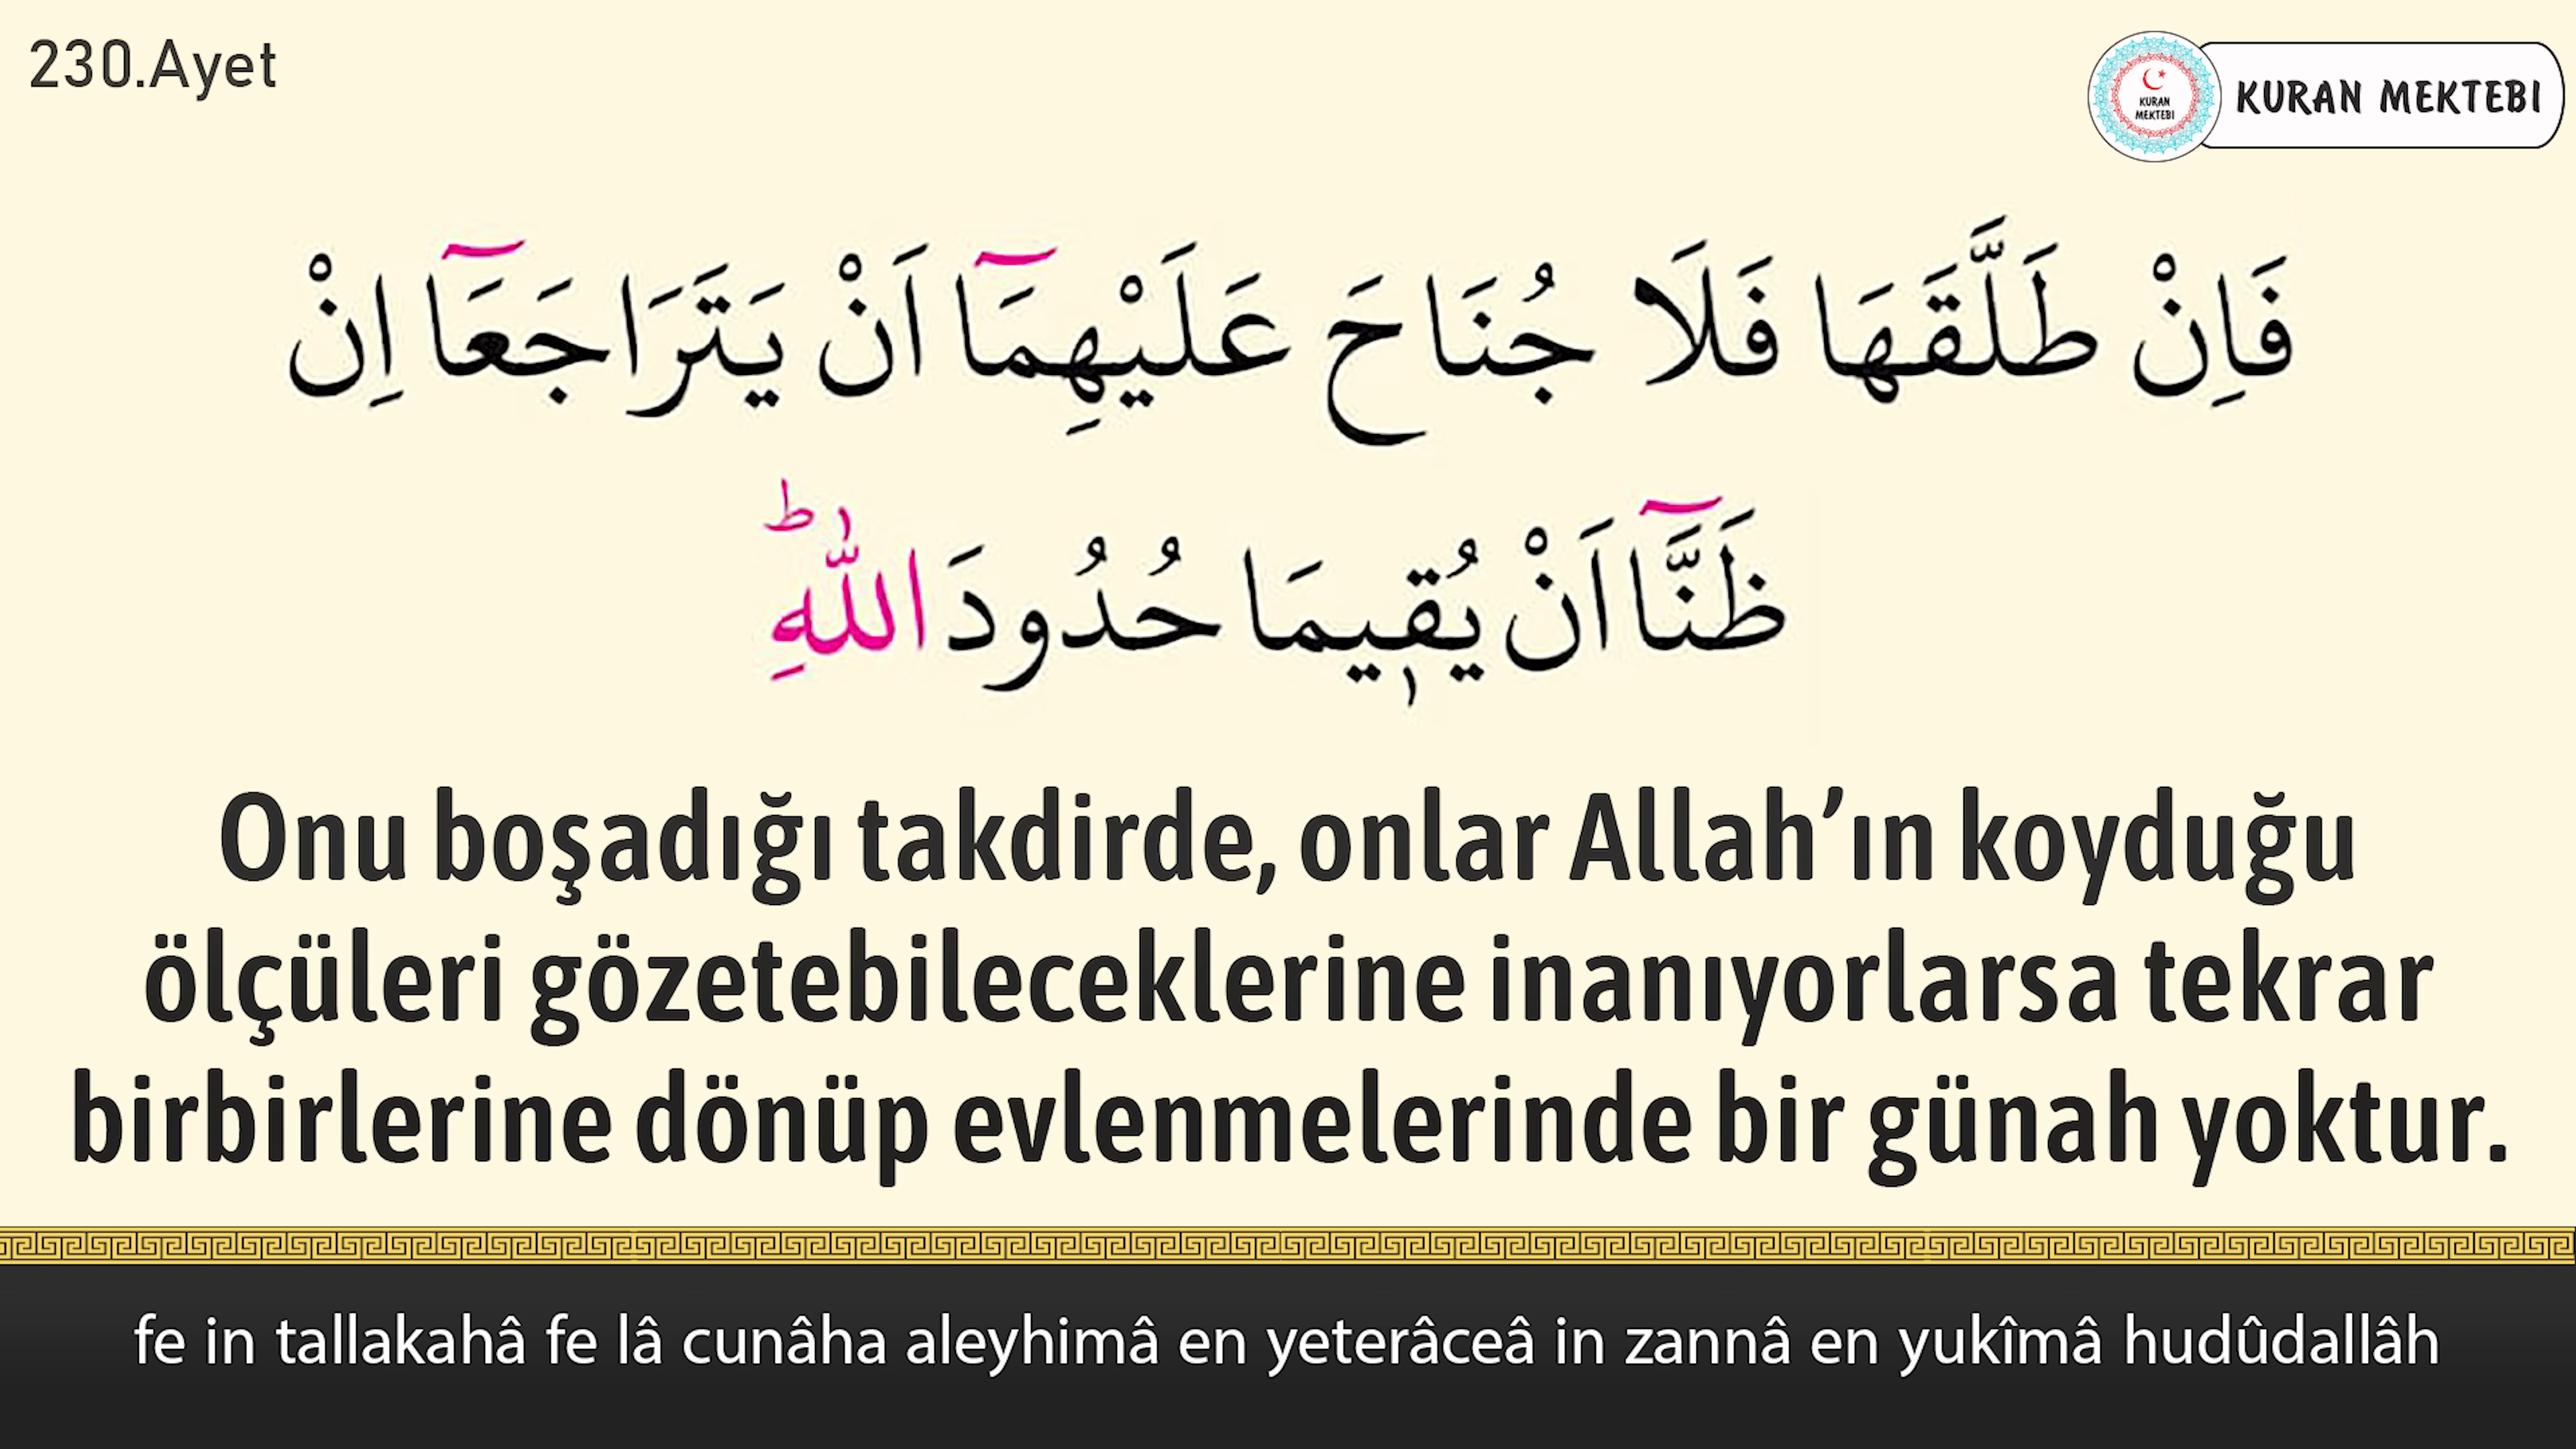 230.Ayet
KURAN
MEKTEBİ
KURAN MEKTEBI
فَاِنْ طَلَّقَهَا فَلَا جُنَاحَ عَلَيْهِمَٓا اَنْ يَتَرَاجَعَٓا اِنْ
ظَنَّٓا اَنْ يُقٖيمَا حُدُودَ اللّٰهِؕ
Onu boşadığı takdirde, onlar Allah’ın koyduğu
ölçüleri gözetebileceklerine inanıyorlarsa tekrar
birbirlerine dönüp evlenmelerinde bir günah yoktur.
fe in tallakahâ fe lâ cunâha aleyhimâ en yeterâceâ in zannâ en yukîmâ hudûdallâh